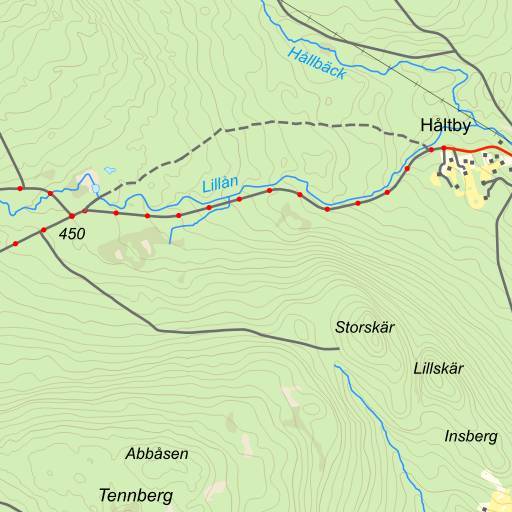 Hållbäck
Håltby
Lillån
450
Storskär
Lillskär
Insberg
Abbåsen
Tennberg